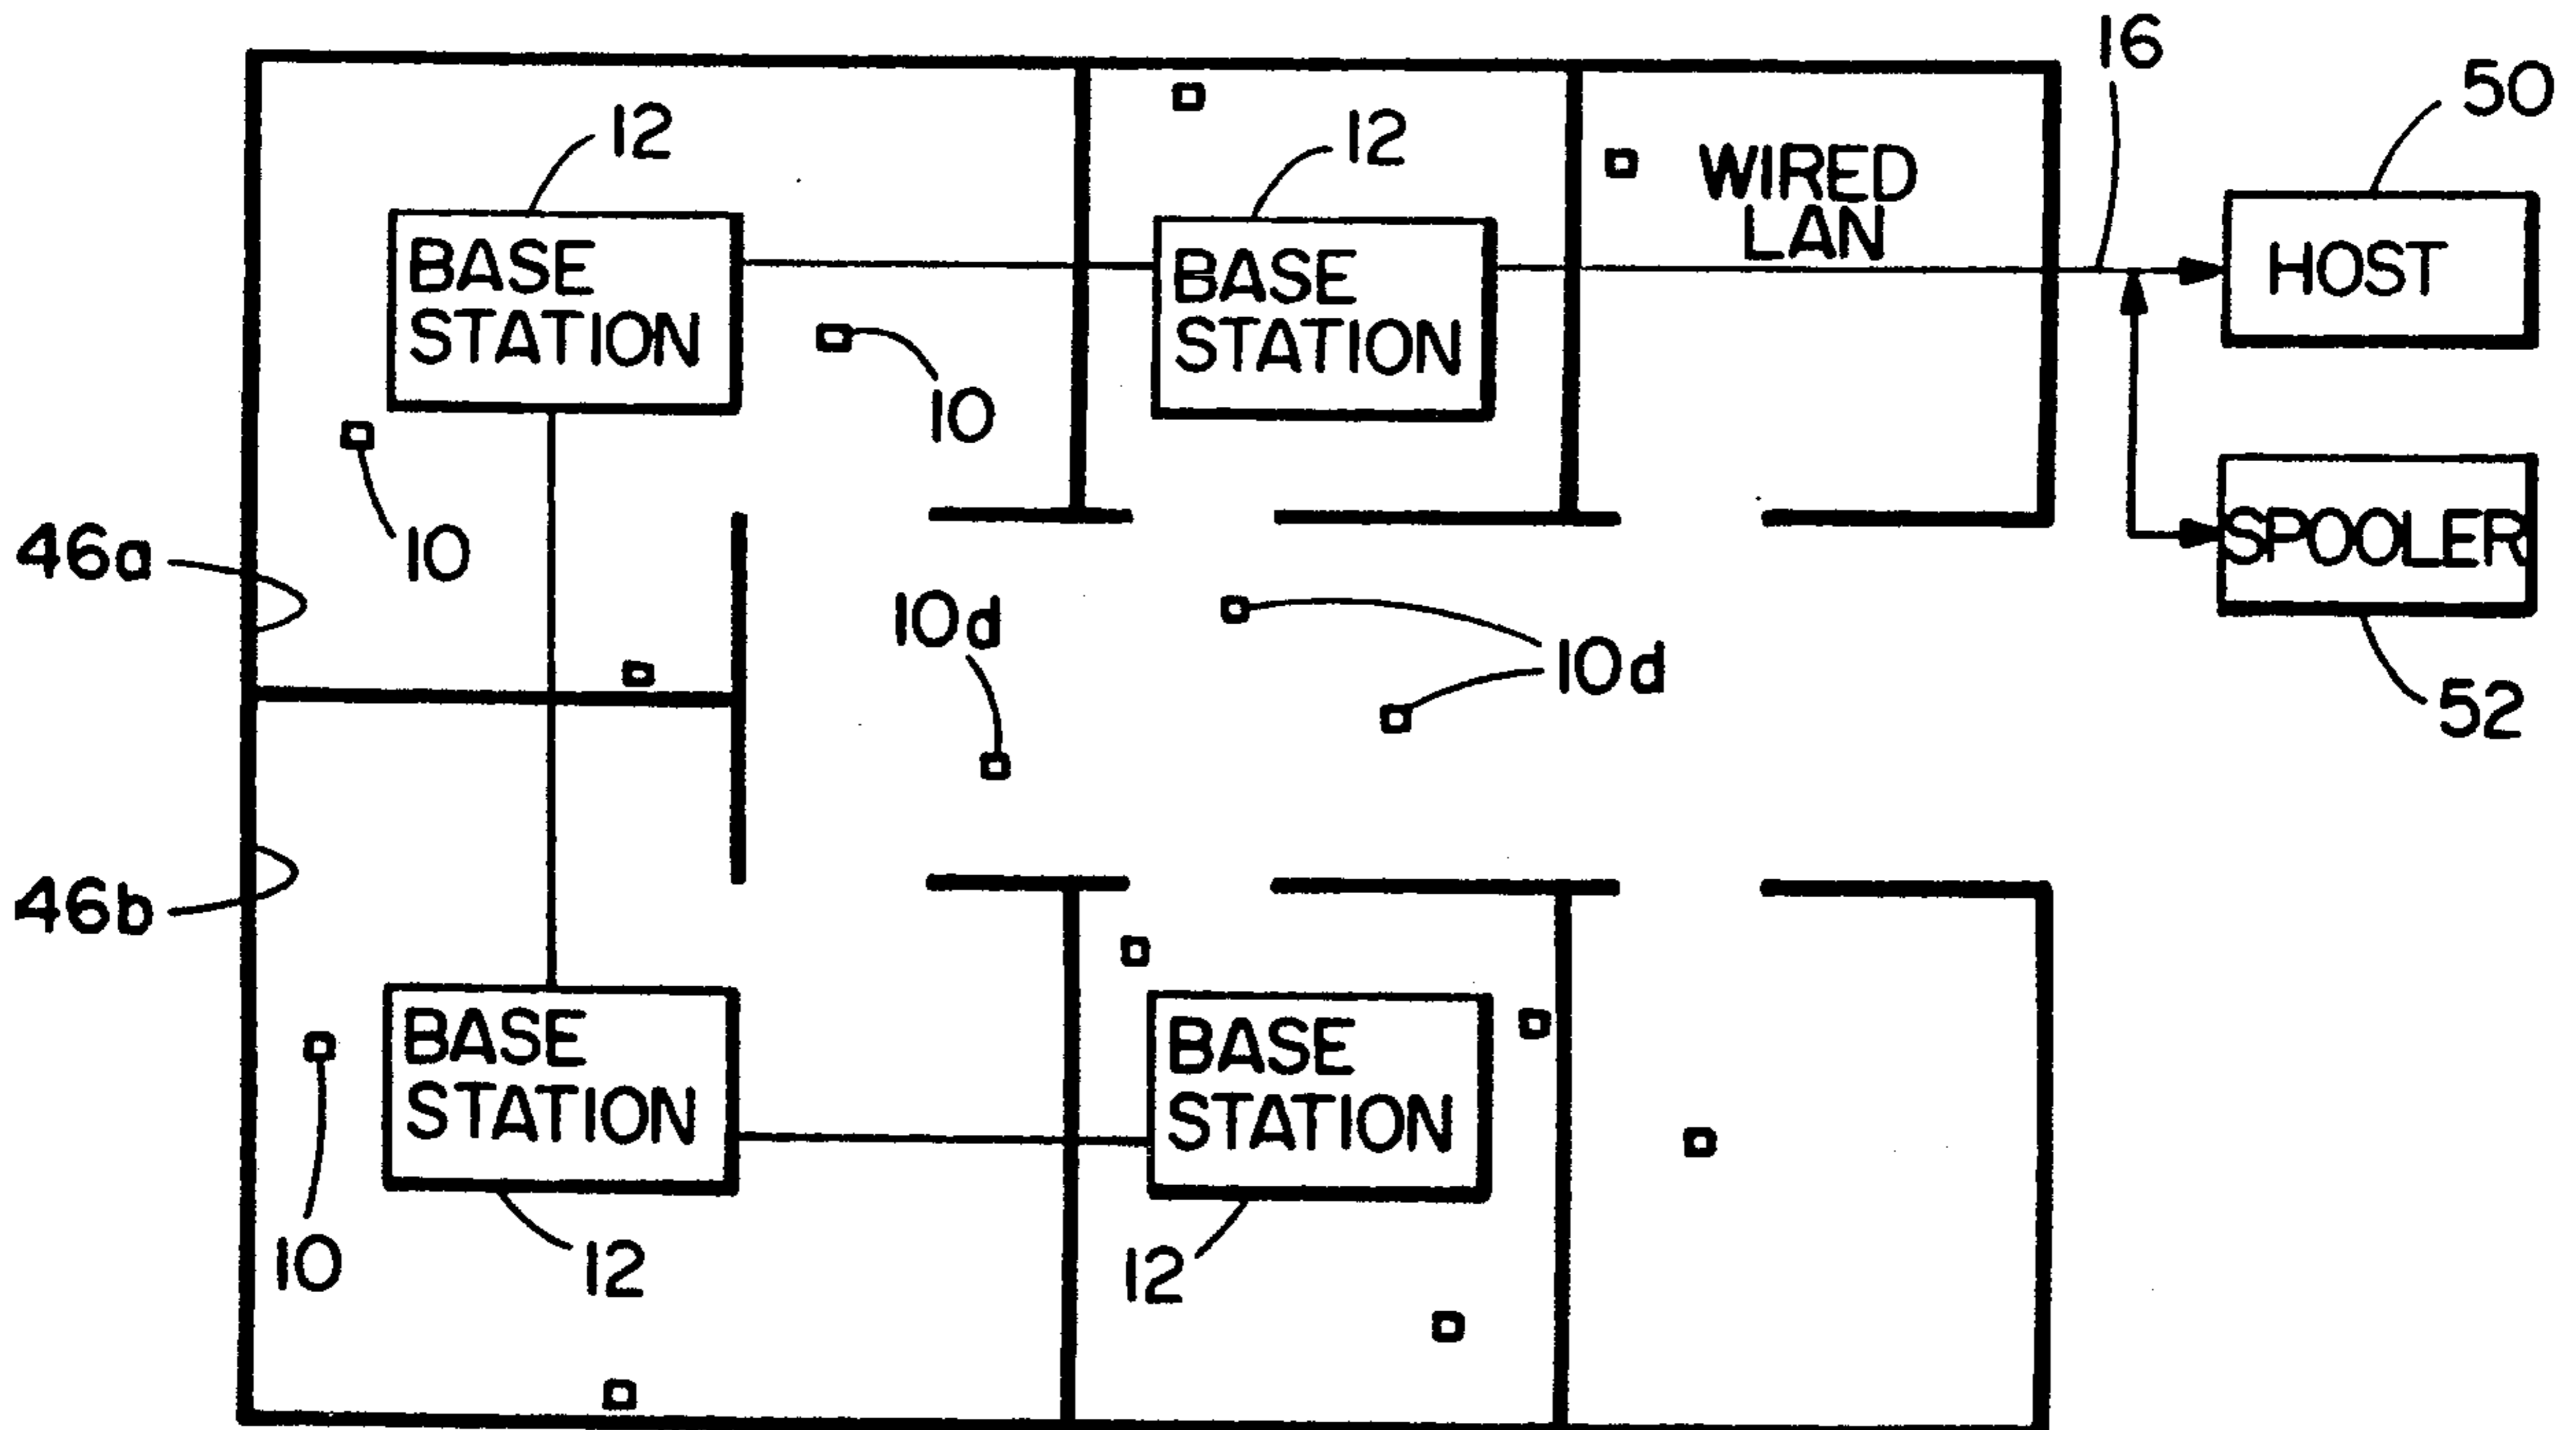 16
50
12
12
WIRED
LAN
BASE
STATION
BASE
STATION
HOST
10
10
46a
SPOOLER
10d
10d
52
46b
BASE
STATION
BASE
STATION
10
12
12